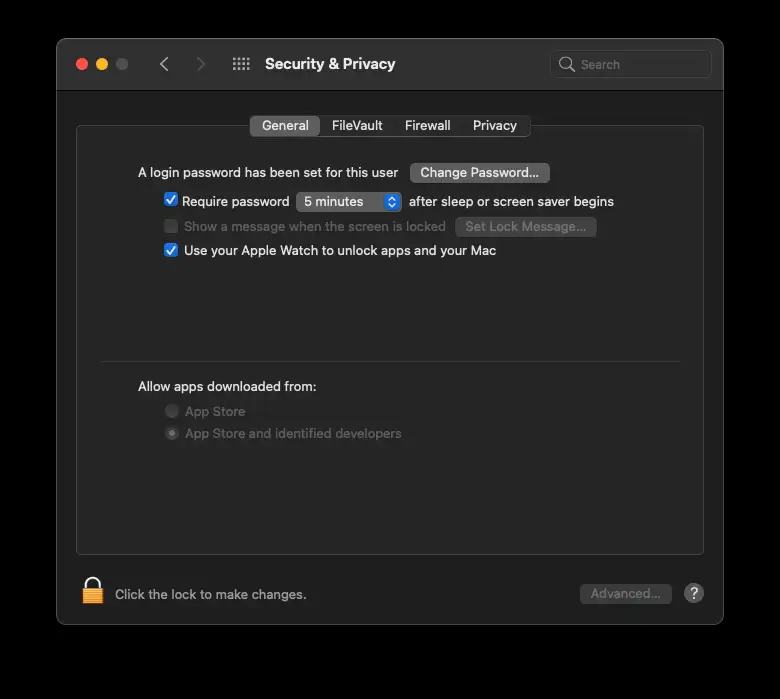 Security & Privacy
Search
General FileVault Firewall Privacy
A login password has been set for this user Change Password...
Require password 5 minutes after sleep or screen saver begins
Show a message when the screen is locked Set Lock Message...
Use your Apple Watch to unlock apps and your Mac
Allow apps downloaded from:
App Store
App Store and identified developers
Click the lock to make changes.
Advanced... ?